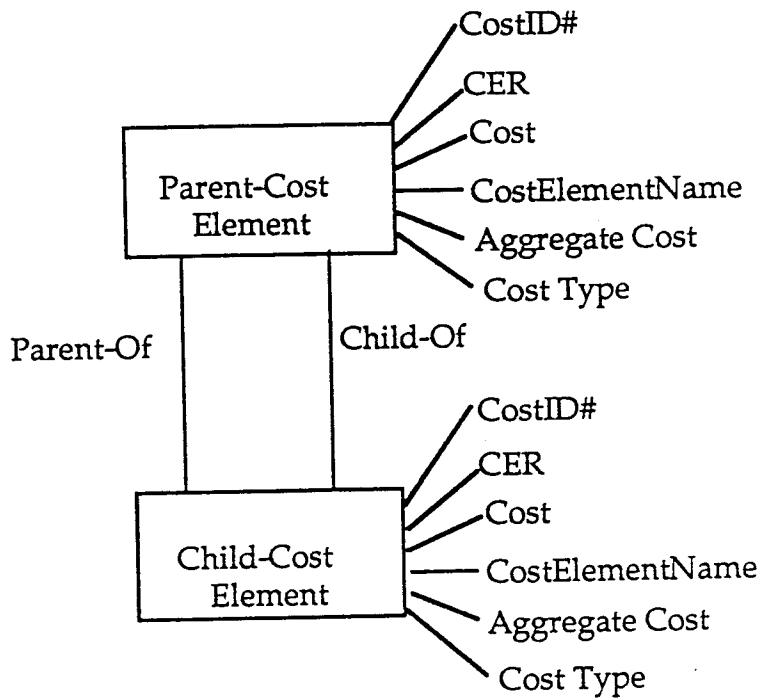 CostID#
CER
Cost
Parent-Cost
Element
CostElementName
Aggregate Cost
Cost Type
Parent-Of
Child-Of
CostID#
CER
Cost
Child-Cost
Element
CostElementName
Aggregate Cost
Cost Type